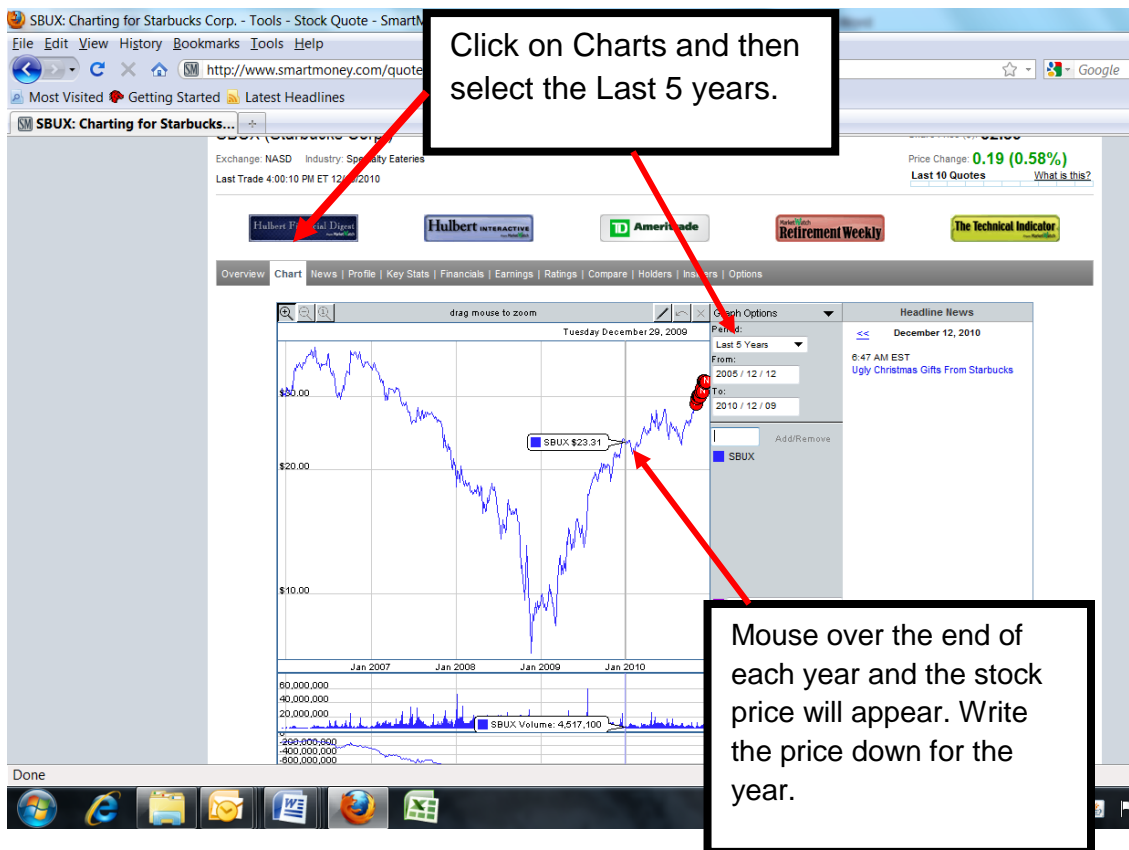 SBUX: Charting for Starbucks Corp. - Tools - Stock Quote - SmartM
File Edit View History Bookmarks Tools Help
Click on Charts and then
select the Last 5 years.
SM http://www.smartmoney.com/quote
Google
Most Visited Getting Started Latest Headlines
SM SBUX: Charting for Starbucks...
SBUX (Starbucks Corp)
Exchange: NASD Industry: Specialty Eateries
Price Change: 0.19 (0.58%)
Last Trade 4:00:10 PM ET 12/ /2010
Last 10 Quotes What is this?
Hulbert Financial Digest
Hulbert INTERACTIVE
TD Ameritrade
MarketWatch
Retirement Weekly
The Technical Indicator
Overview Chart News | Profile | Key Stats | Financials | Earnings | Ratings | Compare | Holders | Insiders | Options
drag mouse to zoom
Graph Options
Headline News
Tuesday December 29, 2009
Period:
Last 5 Years
From:
2005 / 12 / 12
To:
2010 / 12 / 09
<< December 12, 2010
6:47 AM EST
Ugly Christmas Gifts From Starbucks
$30.00
N
SBUX $23.31
Add/Remove
SBUX
$20.00
$10.00
Jan 2007 Jan 2008 Jan 2009 Jan 2010
60,000,000
40,000,000
20,000,000
SBUX Volume: 4,517,100
0
-200,000,000
-400,000,000
-600,000,000
Mouse over the end of
each year and the stock
price will appear. Write
the price down for the
year.
Done